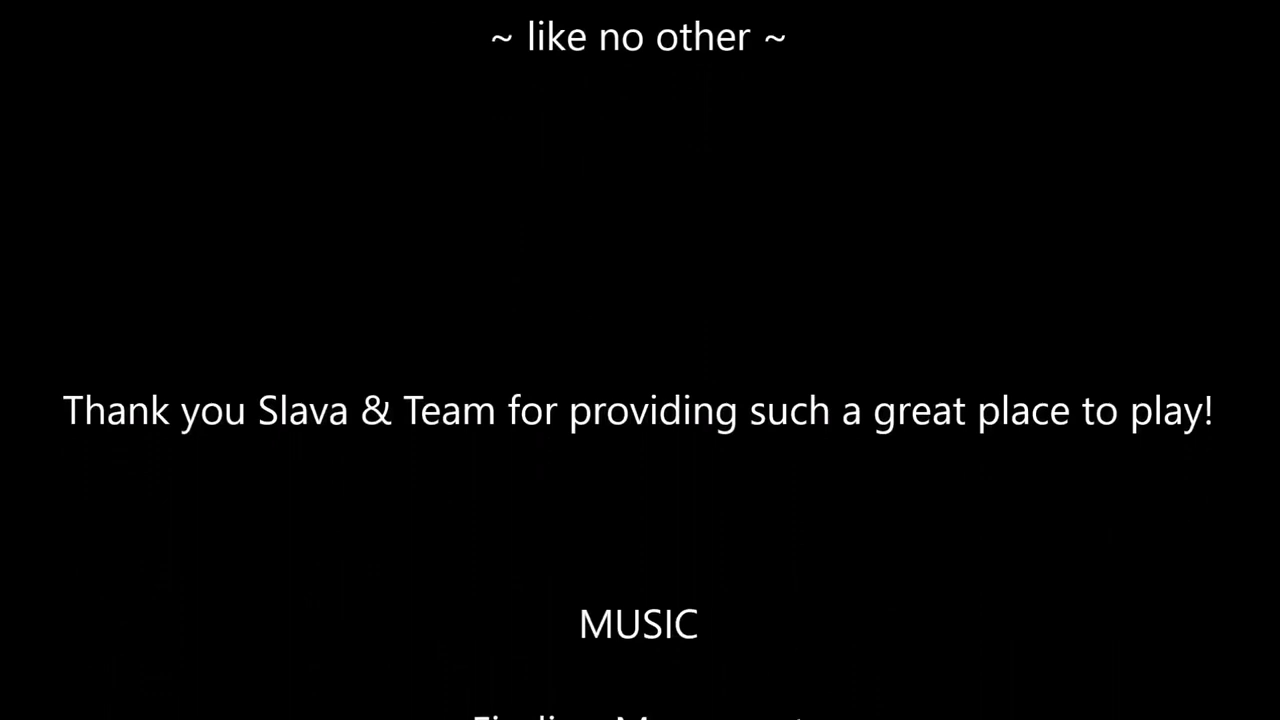 ~ like no other ~
Thank you Slava & Team for providing such a great place to play!
MUSIC